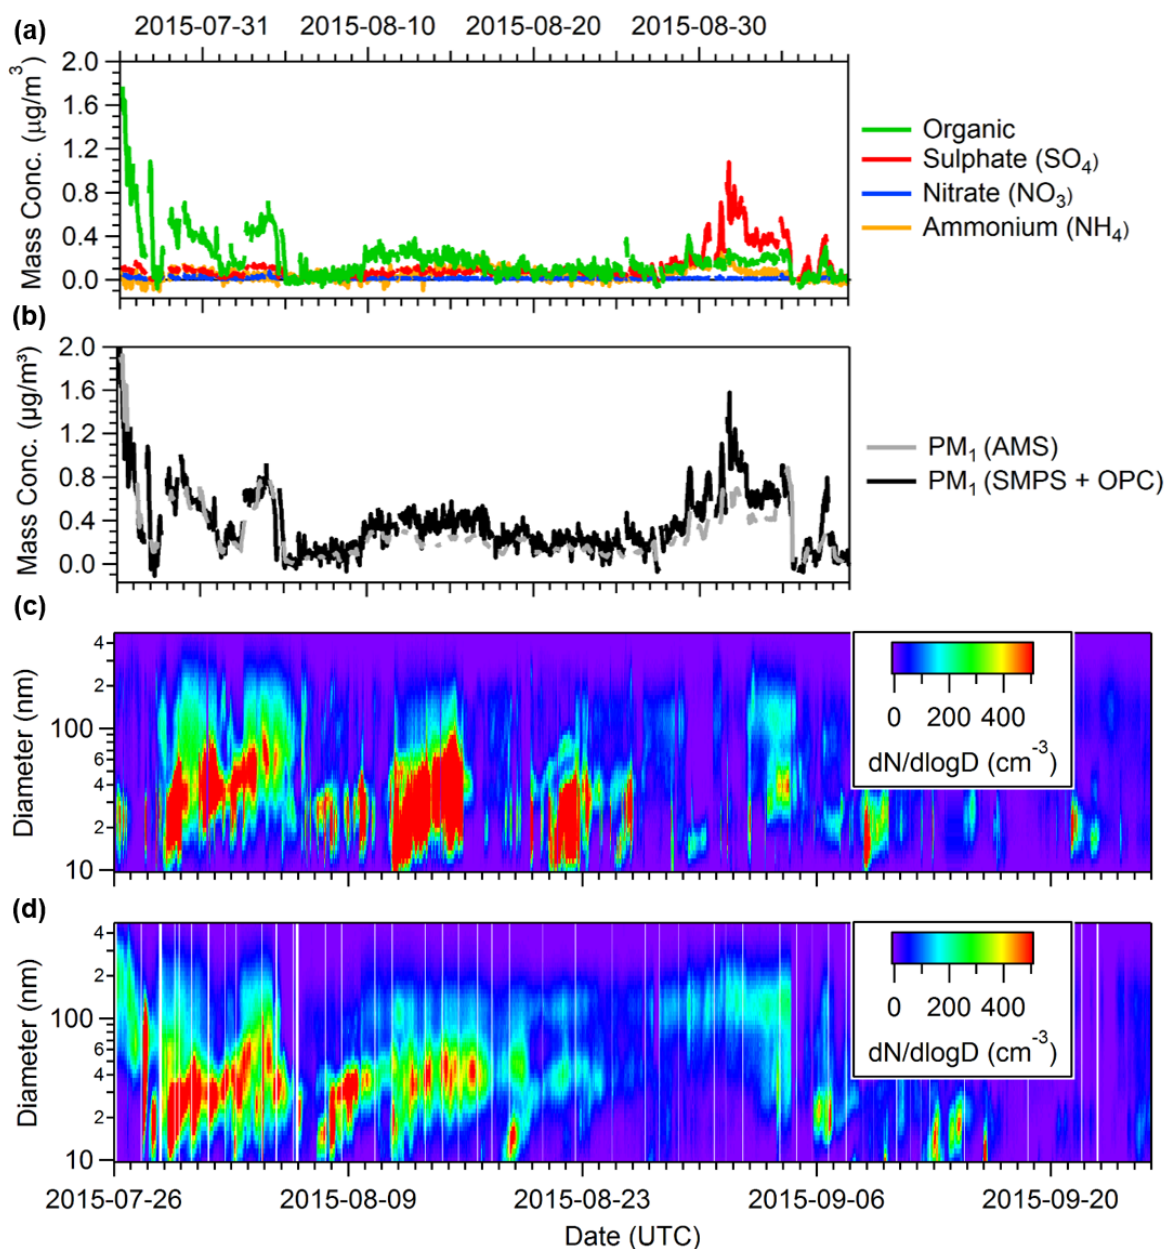 (a)
2015-07-31 2015-08-10 2015-08-20 2015-08-30
Mass Conc. (µg/m³)
2.0
1.6
1.2
0.8
0.4
0.0
Organic
Sulphate (SO₄)
Nitrate (NO₃)
Ammonium (NH₄)
(b)
Mass Conc. (µg/m³)
2.0
1.6
1.2
0.8
0.4
0.0
PM₁ (AMS)
PM₁ (SMPS + OPC)
(c)
Diameter (nm)
4
2
100
6
4
2
10
0 200 400
dN/dlogD (cm⁻³)
(d)
Diameter (nm)
4
2
100
6
4
2
10
0 200 400
dN/dlogD (cm⁻³)
2015-07-26 2015-08-09 2015-08-23 2015-09-06 2015-09-20
Date (UTC)